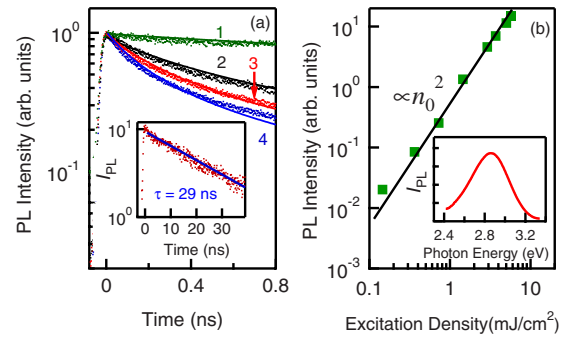 (a)
PL Intensity (arb. units)
10^0
10^-1
1
2
3
4
I_PL
10^1
10^0
τ = 29 ns
0 10 20 30
Time (ns)
0 0.4 0.8
Time (ns)
(b)
PL Intensity (arb. units)
10^1
10^0
10^-1
10^-2
10^-3
∝n_0^2
I_PL
2.4 2.8 3.2
Photon Energy (eV)
0.1 1 10
Excitation Density(mJ/cm^2)